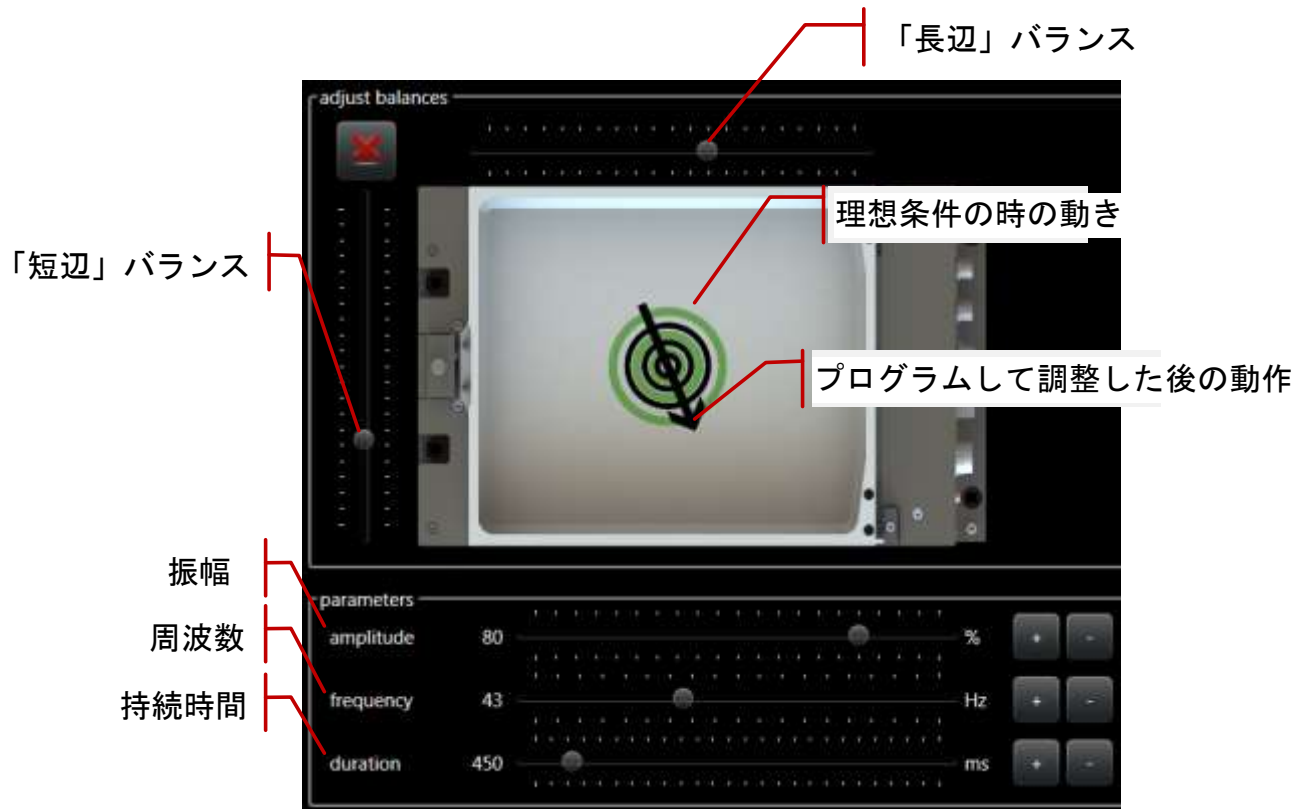 「長辺」バランス
adjust balances
理想条件の時の動き
「短辺」バランス
プログラムして調整した後の動作
振幅
parameters
周波数
amplitude 80 % + -
持続時間
frequency 43 Hz + -
duration 450 ms + -